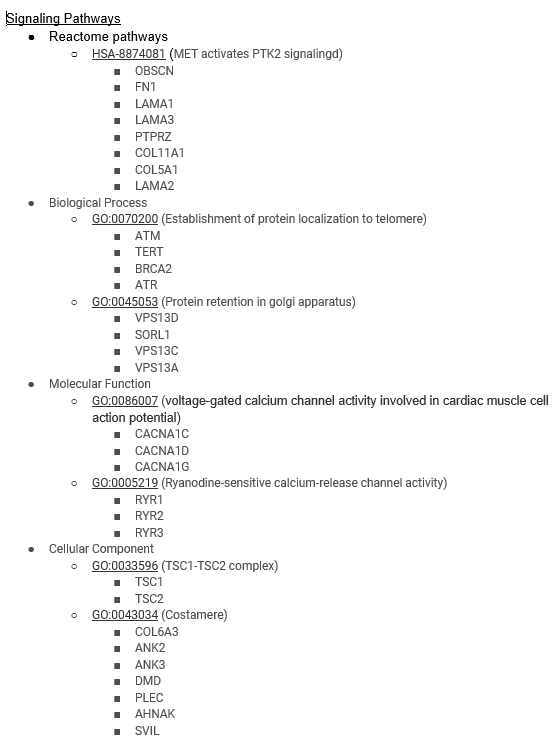 Signaling Pathways
● Reactome pathways
○ HSA-8874081 (MET activates PTK2 signalingd)
■ OBSCN
■ FN1
■ LAMA1
■ LAMA3
■ PTPRZ
■ COL11A1
■ COL5A1
■ LAMA2
● Biological Process
○ GO:0070200 (Establishment of protein localization to telomere)
■ ATM
■ TERT
■ BRCA2
■ ATR
○ GO:0045053 (Protein retention in golgi apparatus)
■ VPS13D
■ SORL1
■ VPS13C
■ VPS13A
● Molecular Function
○ GO:0086007 (voltage-gated calcium channel activity involved in cardiac muscle cell
action potential)
■ CACNA1C
■ CACNA1D
■ CACNA1G
○ GO:0005219 (Ryanodine-sensitive calcium-release channel activity)
■ RYR1
■ RYR2
■ RYR3
● Cellular Component
○ GO:0033596 (TSC1-TSC2 complex)
■ TSC1
■ TSC2
○ GO:0043034 (Costamere)
■ COL6A3
■ ANK2
■ ANK3
■ DMD
■ PLEC
■ AHNAK
■ SVIL